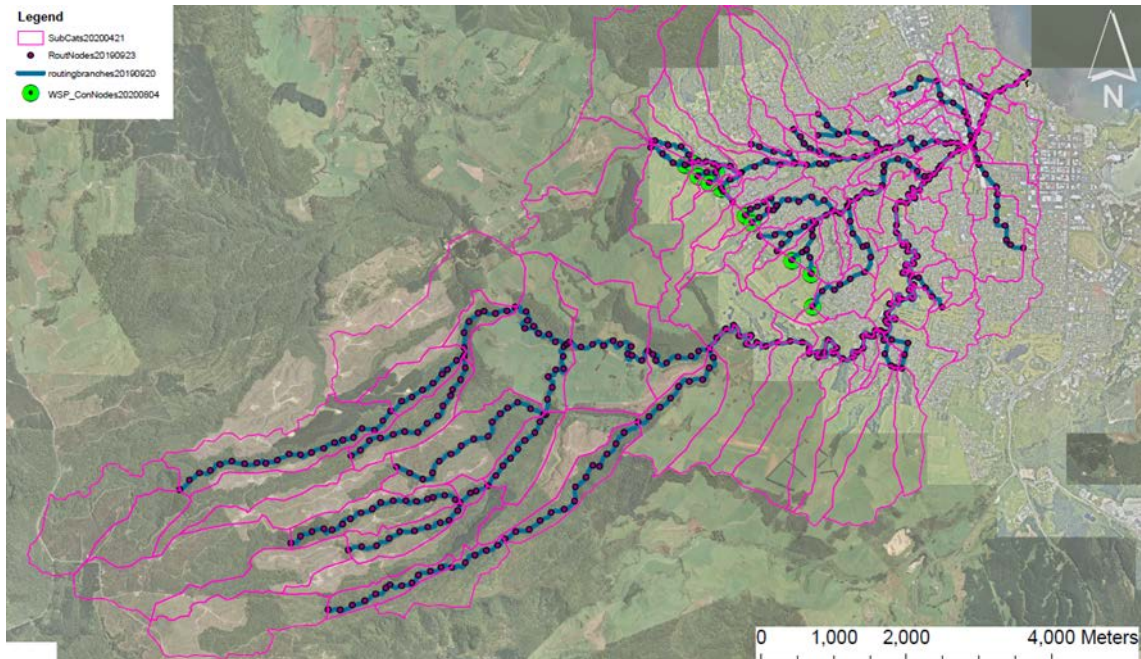 Legend
SubCats20200421
RoutNodes20190923
routingbranches20190920
WSP_ConNodes20200804
N
0 1,000 2,000 4,000 Meters